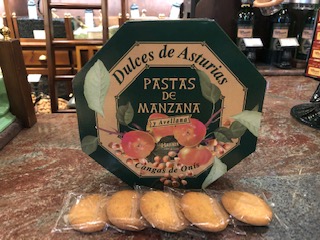 Dulces de Asturias
PASTAS
DE
MANZANA
y Avellana
Cangas de Onís